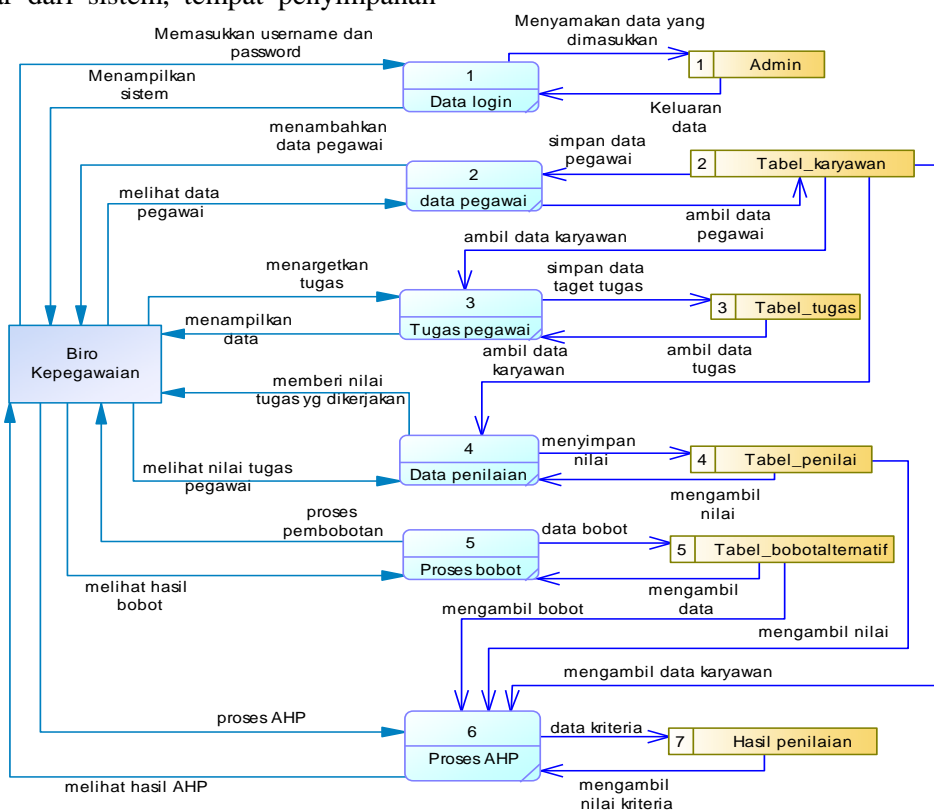 dari sistem, tempat penyimpanan
Memasukkan username dan
password
Menyamakan data yang
dimasukkan
1
Data login
1 Admin
Menampilkan
sistem
Keluaran
data
menambahkan
data pegawai
simpan data
pegawai
2
data pegawai
2 Tabel_karyawan
melihat data
pegawai
ambil data
pegawai
ambil data karyawan
menargetkan
tugas
simpan data
taget tugas
3
Tugas pegawai
3 Tabel_tugas
menampilkan
data
ambil data
karyawan
ambil data
tugas
Biro
Kepegawaian
memberi nilai
tugas yg dikerjakan
4
Data penilaian
menyimpan
nilai
4 Tabel_penilai
melihat nilai tugas
pegawai
mengambil
nilai
proses
pembobotan
5
Proses bobot
data bobot
5 Tabel_bobotalternatif
melihat hasil
bobot
mengambil
data
mengambil bobot
mengambil nilai
mengambil data karyawan
proses AHP
6
Proses AHP
data kriteria
7 Hasil penilaian
melihat hasil AHP
mengambil
nilai kriteria